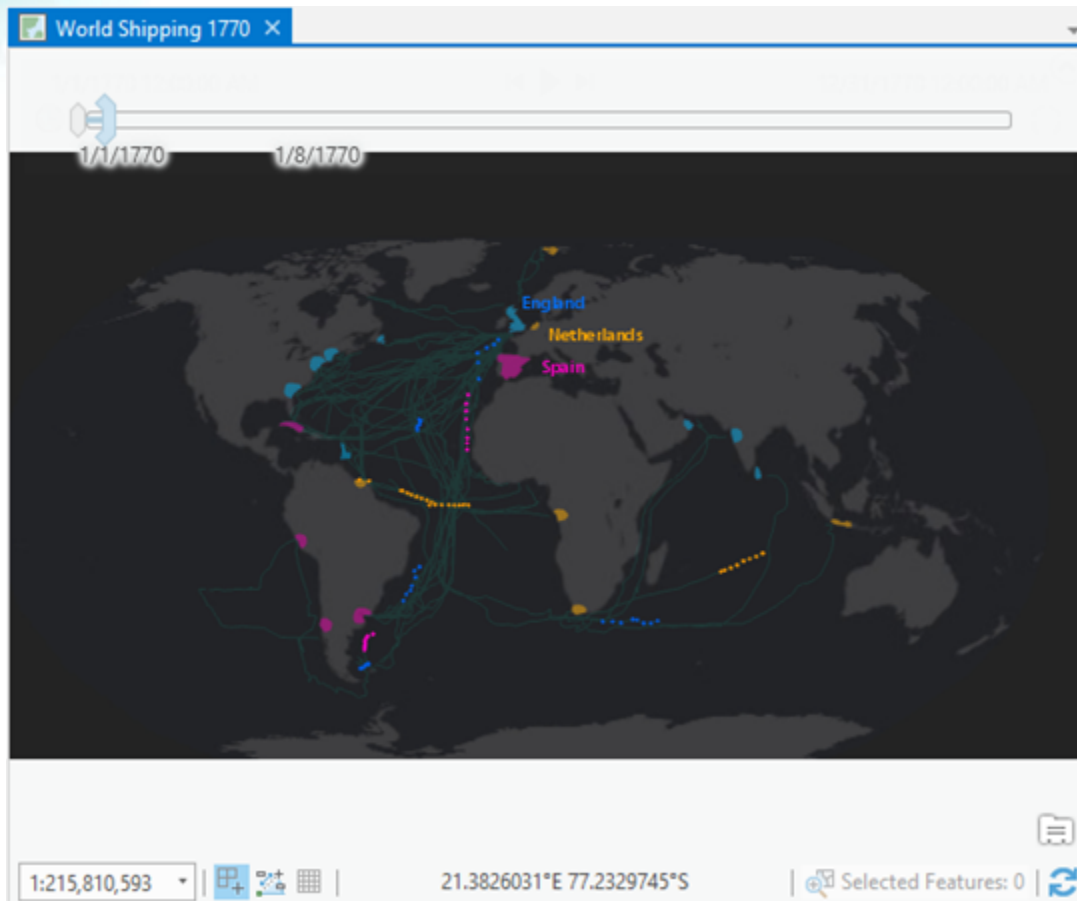 World Shipping 1770
1/1/1770 1/8/1770
England
Netherlands
Spain
1:215,810,593
21.3826031°E 77.2329745°S
Selected Features: 0